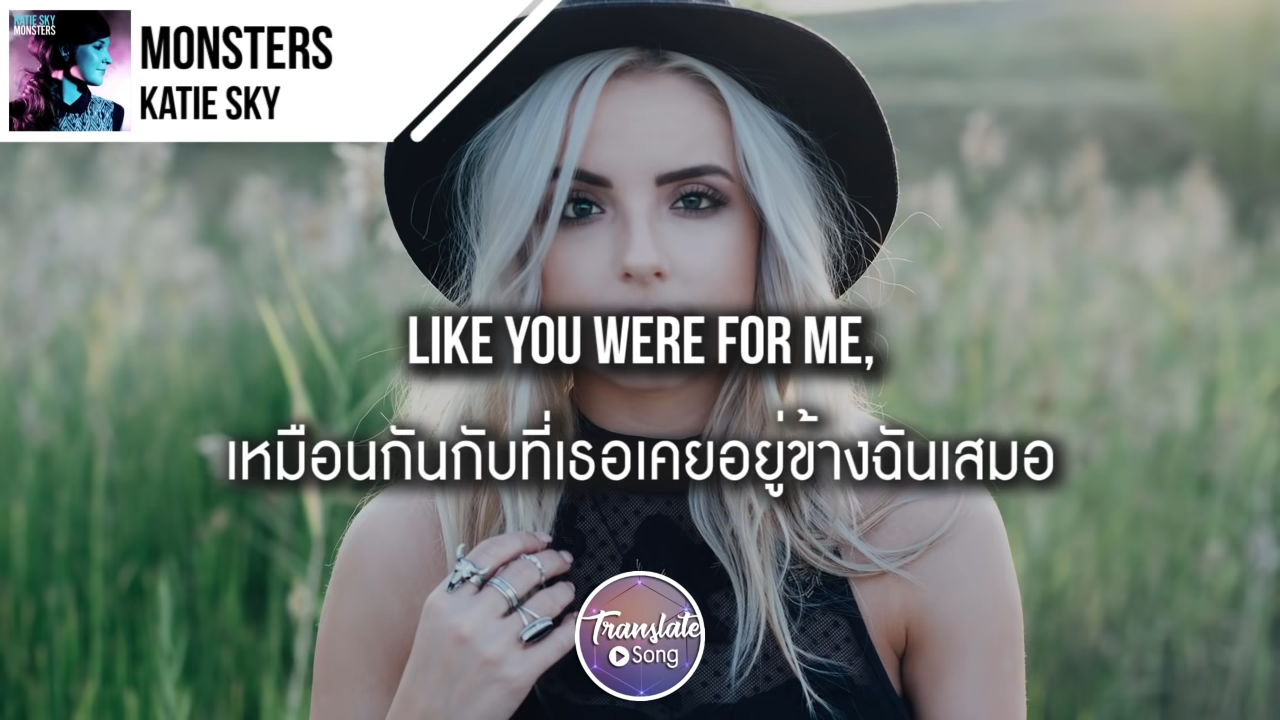 KATIE SKY
MONSTERS
MONSTERS
KATIE SKY
LIKE YOU WERE FOR ME,
เหมือนกันกับที่เธอเคยอยู่ข้างฉันเสมอ
Translate
Song